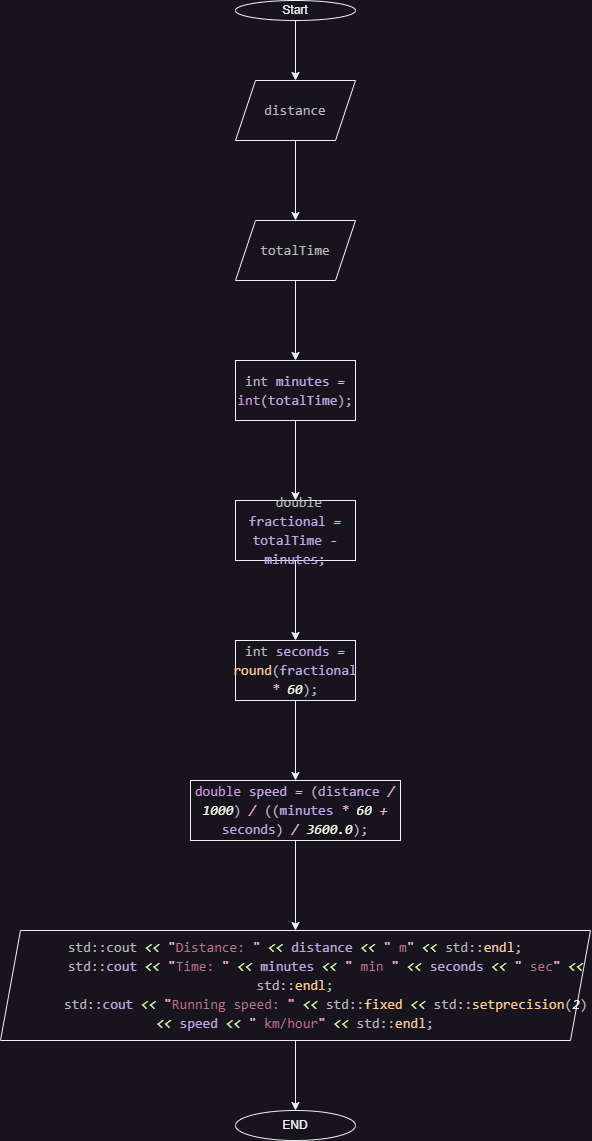 Start
distance
totalTime
int minutes =
int(totalTime);
double
fractional =
totalTime -
minutes;
int seconds =
round(fractional
* 60);
double speed = (distance /
1000) / ((minutes * 60 +
seconds) / 3600.0);
std::cout << "Distance: " << distance << " m" << std::endl;
std::cout << "Time: " << minutes << " min " << seconds << " sec" <<
std::endl;
std::cout << "Running speed: " << std::fixed << std::setprecision(2)
<< speed << " km/hour" << std::endl;
END